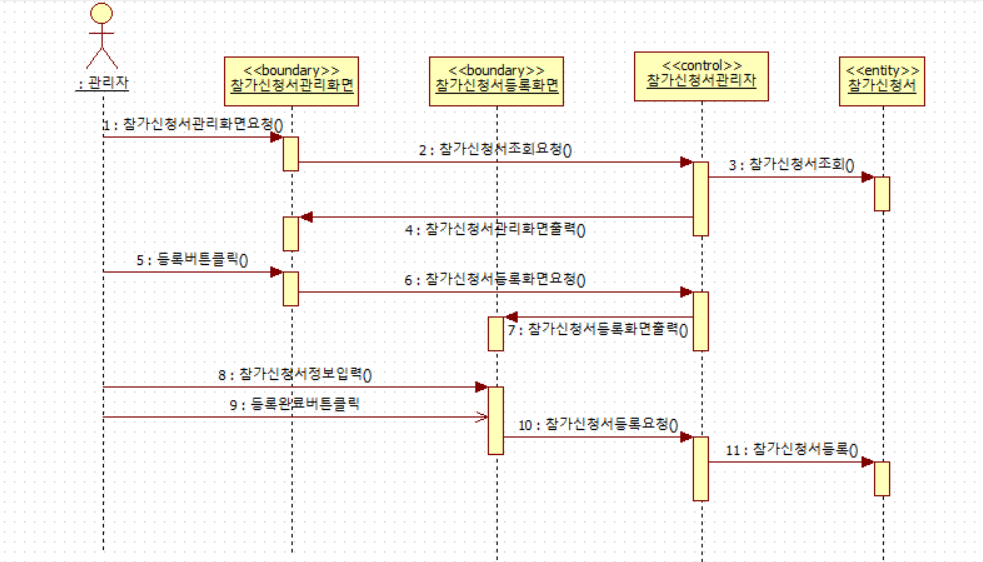 : 관리자
<<boundary>>
참가신청서관리화면
<<boundary>>
참가신청서등록화면
<<control>>
참가신청서관리자
<<entity>>
참가신청서
1 : 참가신청서관리화면요청()
2 : 참가신청서조회요청()
3 : 참가신청서조회()
4 : 참가신청서관리화면출력()
5 : 등록버튼클릭()
6 : 참가신청서등록화면요청()
7 : 참가신청서등록화면출력()
8 : 참가신청서정보입력()
9 : 등록완료버튼클릭
10 : 참가신청서등록요청()
11 : 참가신청서등록()